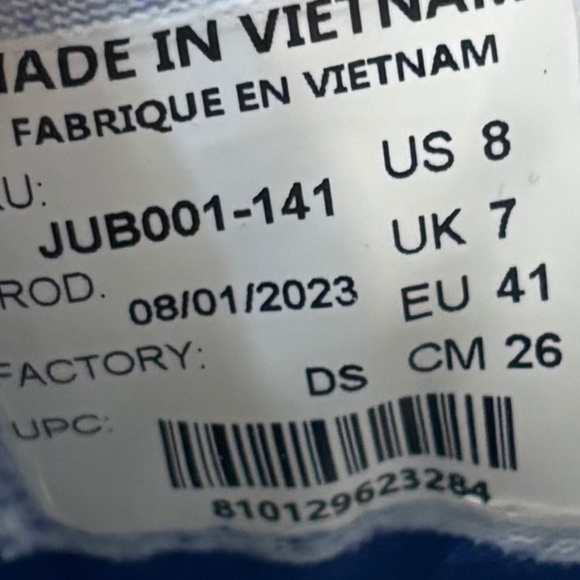 MADE IN VIETNAM
FABRIQUE EN VIETNAM
U:
JUB001-141
US 8
UK 7
ROD. 08/01/2023
EU 41
FACTORY: DS
CM 26
UPC:
810129623284